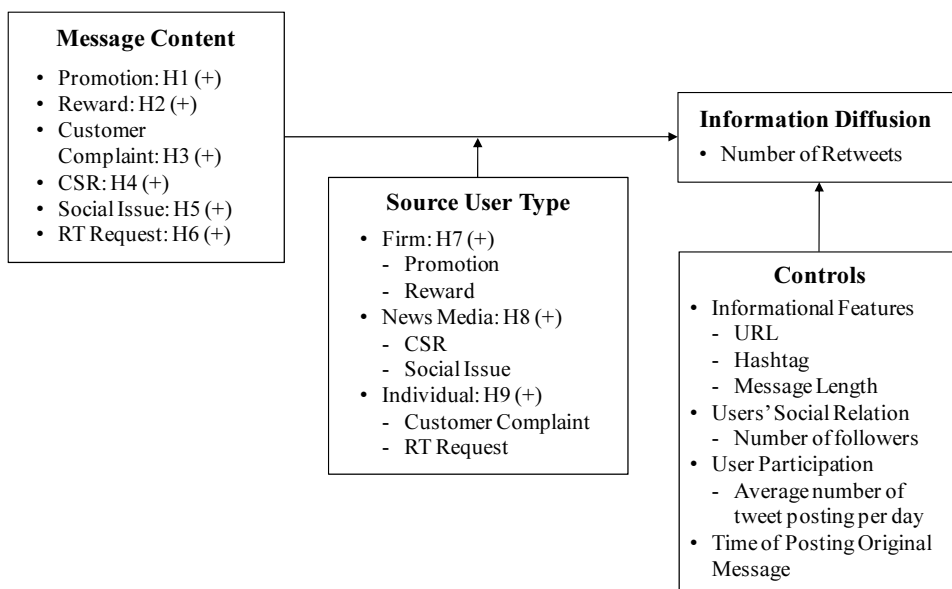 Message Content
• Promotion: H1 (+)
• Reward: H2 (+)
• Customer
Complaint: H3 (+)
• CSR: H4 (+)
• Social Issue: H5 (+)
• RT Request: H6 (+)
Information Diffusion
• Number of Retweets
Source User Type
• Firm: H7 (+)
- Promotion
- Reward
• News Media: H8 (+)
- CSR
- Social Issue
• Individual: H9 (+)
- Customer Complaint
- RT Request
Controls
• Informational Features
- URL
- Hashtag
- Message Length
• Users' Social Relation
- Number of followers
• User Participation
- Average number of
tweet posting per day
• Time of Posting Original
Message